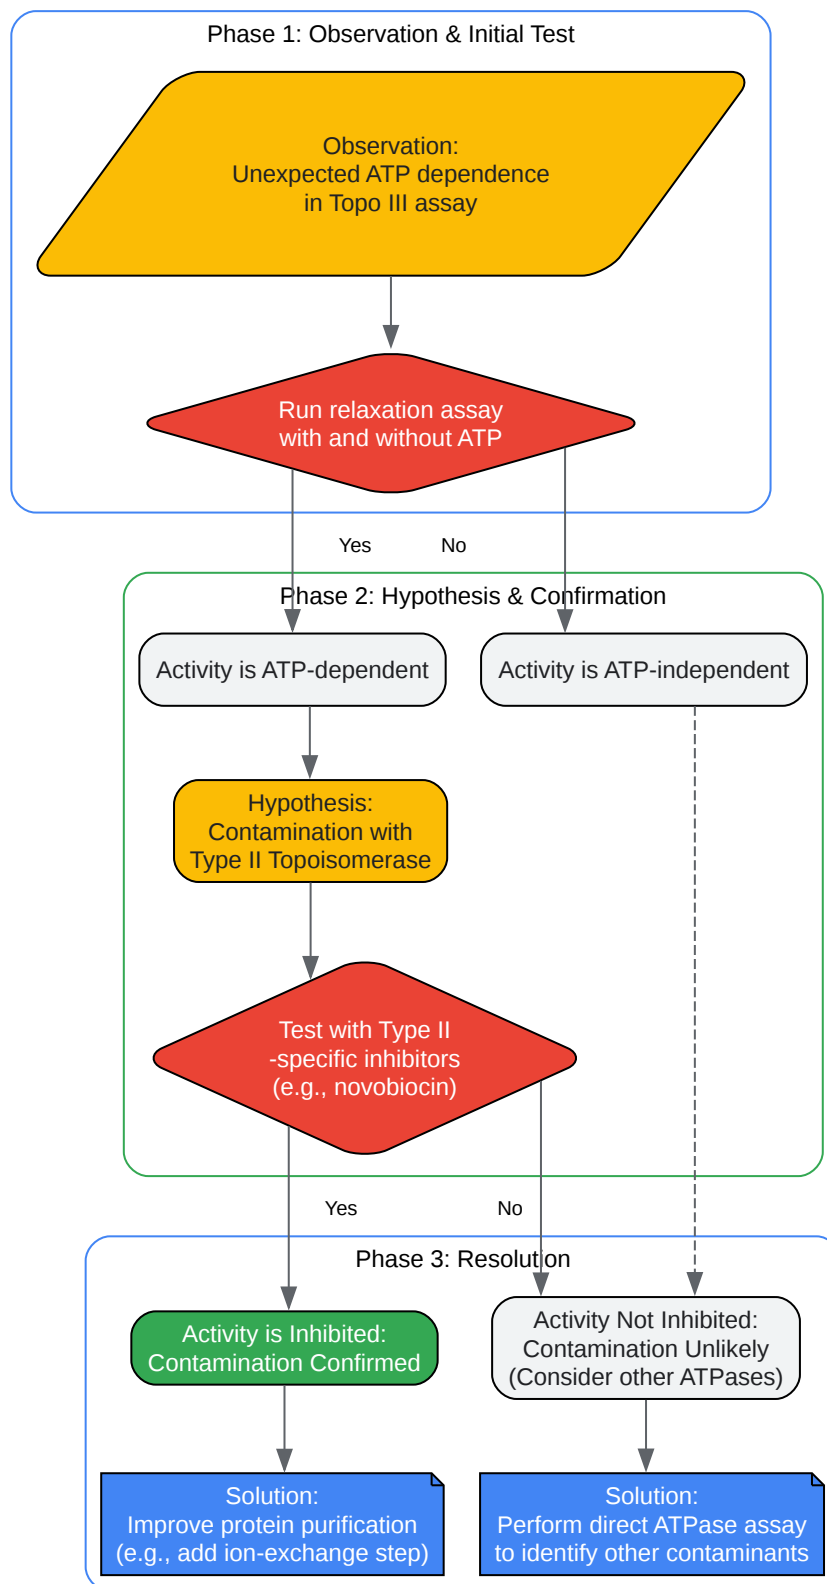 Phase 1: Observation & Initial Test
Observation:
Unexpected ATP dependence
in Topo III assay
Run relaxation assay
with and without ATP
Yes
No
Phase 2: Hypothesis & Confirmation
Activity is ATP-dependent
Activity is ATP-independent
Hypothesis:
Contamination with
Type II Topoisomerase
Test with Type II
-specific inhibitors
(e.g., novobiocin)
Yes
No
Phase 3: Resolution
Activity is Inhibited:
Contamination Confirmed
Activity Not Inhibited:
Contamination Unlikely
(Consider other ATPases)
Solution:
Improve protein purification
(e.g., add ion-exchange step)
Solution:
Perform direct ATPase assay
to identify other contaminants